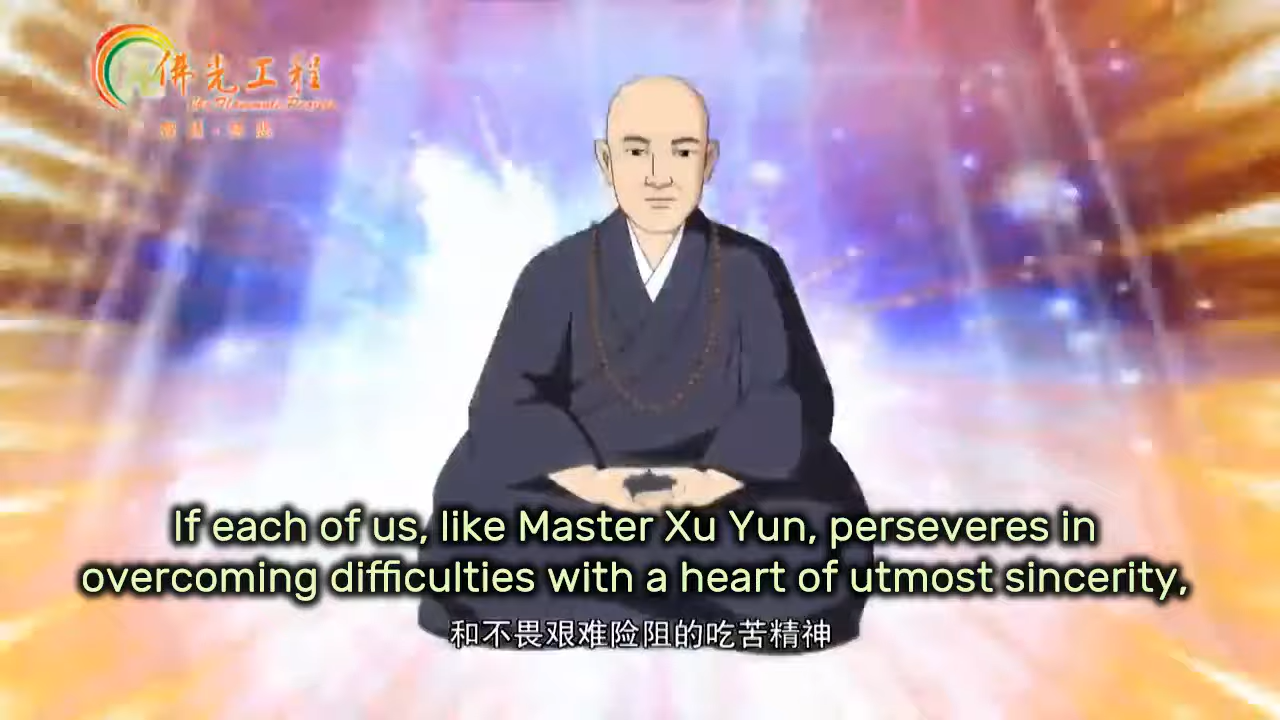 佛光工程
If each of us, like Master Xu Yun, perseveres in
overcoming difficulties with a heart of utmost sincerity,
和不畏艰难险阻的吃苦精神